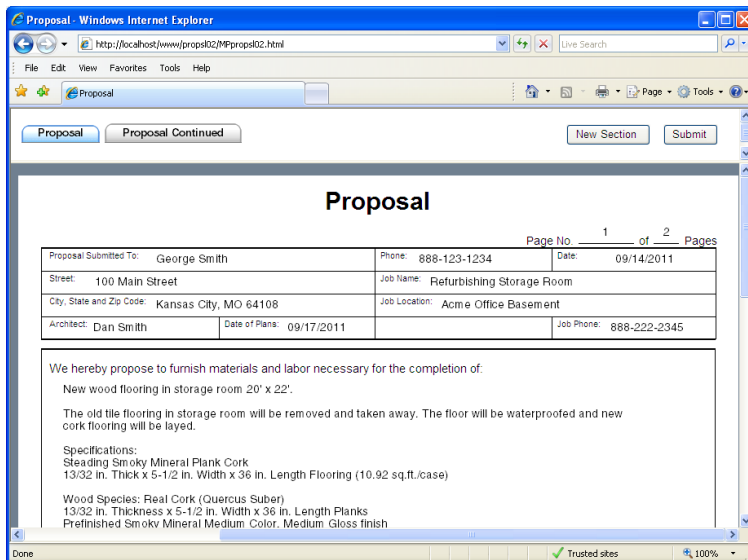 Proposal - Windows Internet Explorer
http://localhost/www/propsl02/MPpropsl02.html
Live Search
File Edit View Favorites Tools Help
Proposal
Page Tools
Proposal Proposal Continued New Section Submit
Proposal
Page No. 1 of 2 Pages
Proposal Submitted To: George Smith Phone: 888-123-1234 Date: 09/14/2011
Street: 100 Main Street Job Name: Refurbishing Storage Room
City, State and Zip Code: Kansas City, MO 64108 Job Location: Acme Office Basement
Architect: Dan Smith Date of Plans: 09/17/2011 Job Phone: 888-222-2345
We hereby propose to furnish materials and labor necessary for the completion of:
New wood flooring in storage room 20' x 22'.
The old tile flooring in storage room will be removed and taken away. The floor will be waterproofed and new
cork flooring will be layed.
Specifications:
Steading Smoky Mineral Plank Cork
13/32 in. Thick x 5-1/2 in. Width x 36 in. Length Flooring (10.92 sq.ft./case)
Wood Species: Real Cork (Quercus Suber)
13/32 in. Thickness x 5-1/2 in. Width x 36 in. Length Planks
Prefinished Smoky Mineral Medium Color, Medium Gloss finish
Done Trusted sites 100%